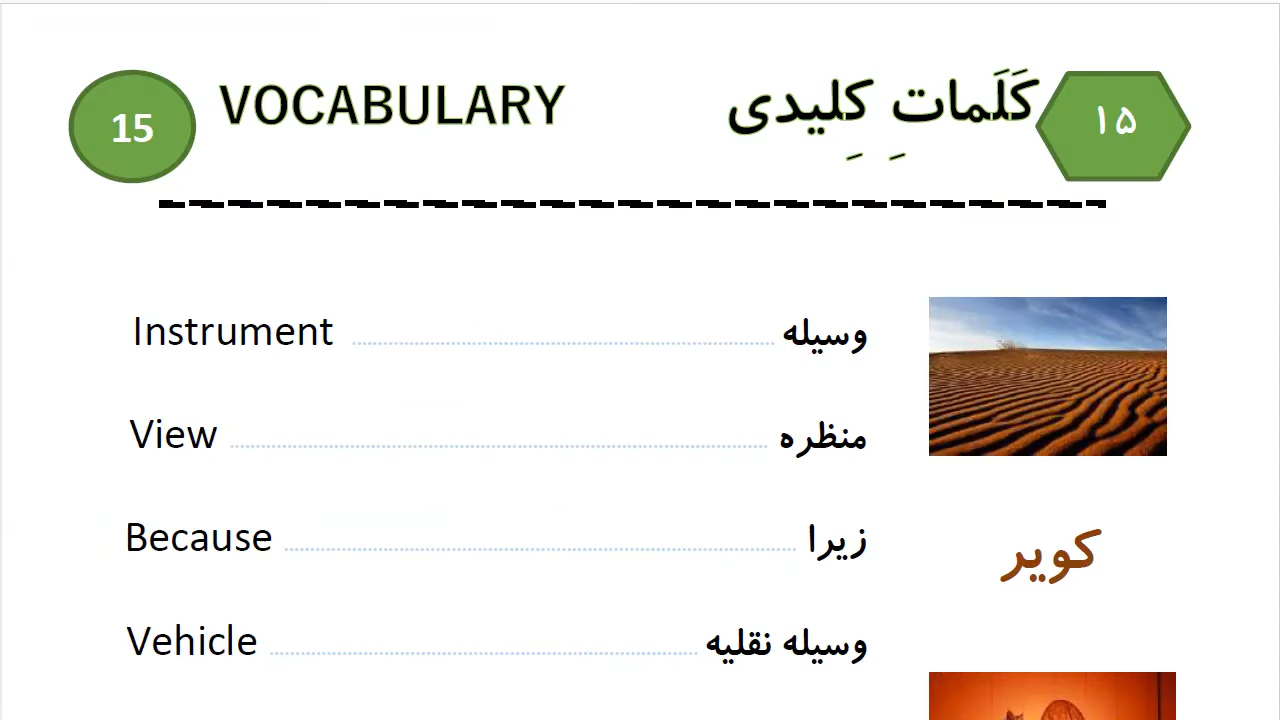 15 VOCABULARY کَلَماتِ کِلیدی ۱۵
Instrument وسیله
View منظره
Because زیرا
کویر
Vehicle وسیله نقلیه